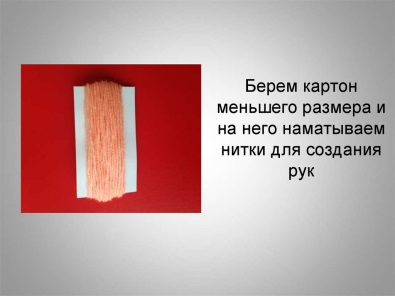 Берем картон
меньшего размера и
на него наматываем
нитки для создания
рук